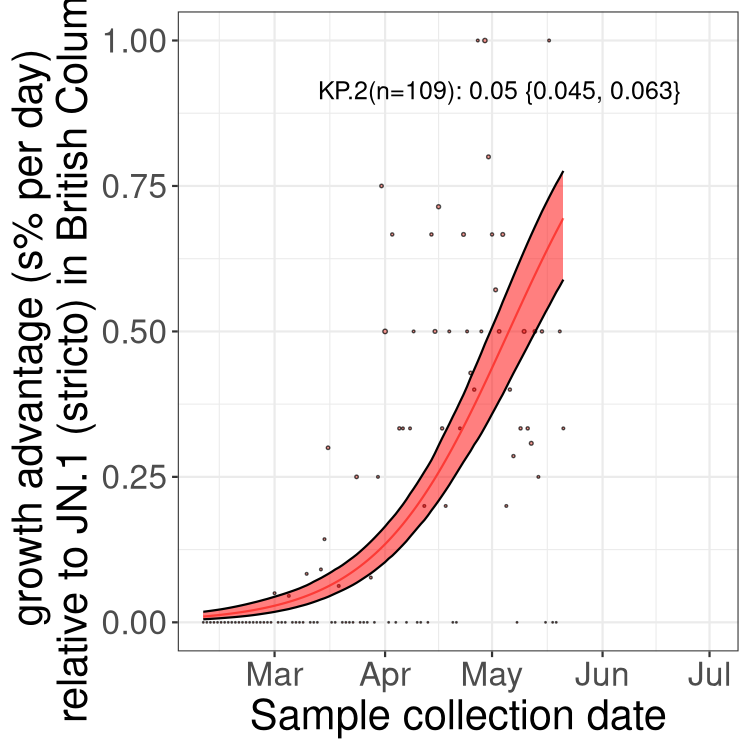 growth advantage (s% per day)
relative to JN.1 (stricto) in British Colum
1.00
0.75
0.50
0.25
0.00
KP.2(n=109): 0.05 {0.045, 0.063}
Mar Apr May Jun Jul
Sample collection date